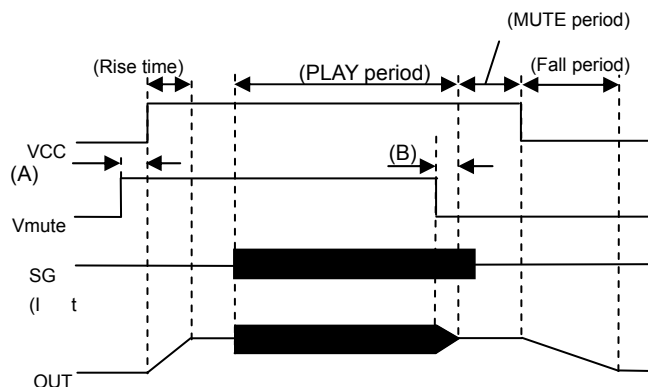 (MUTE period)
(Rise time)
(PLAY period)
(Fall period)
VCC
(A)
(B)
Vmute
SG
(I t
OUT